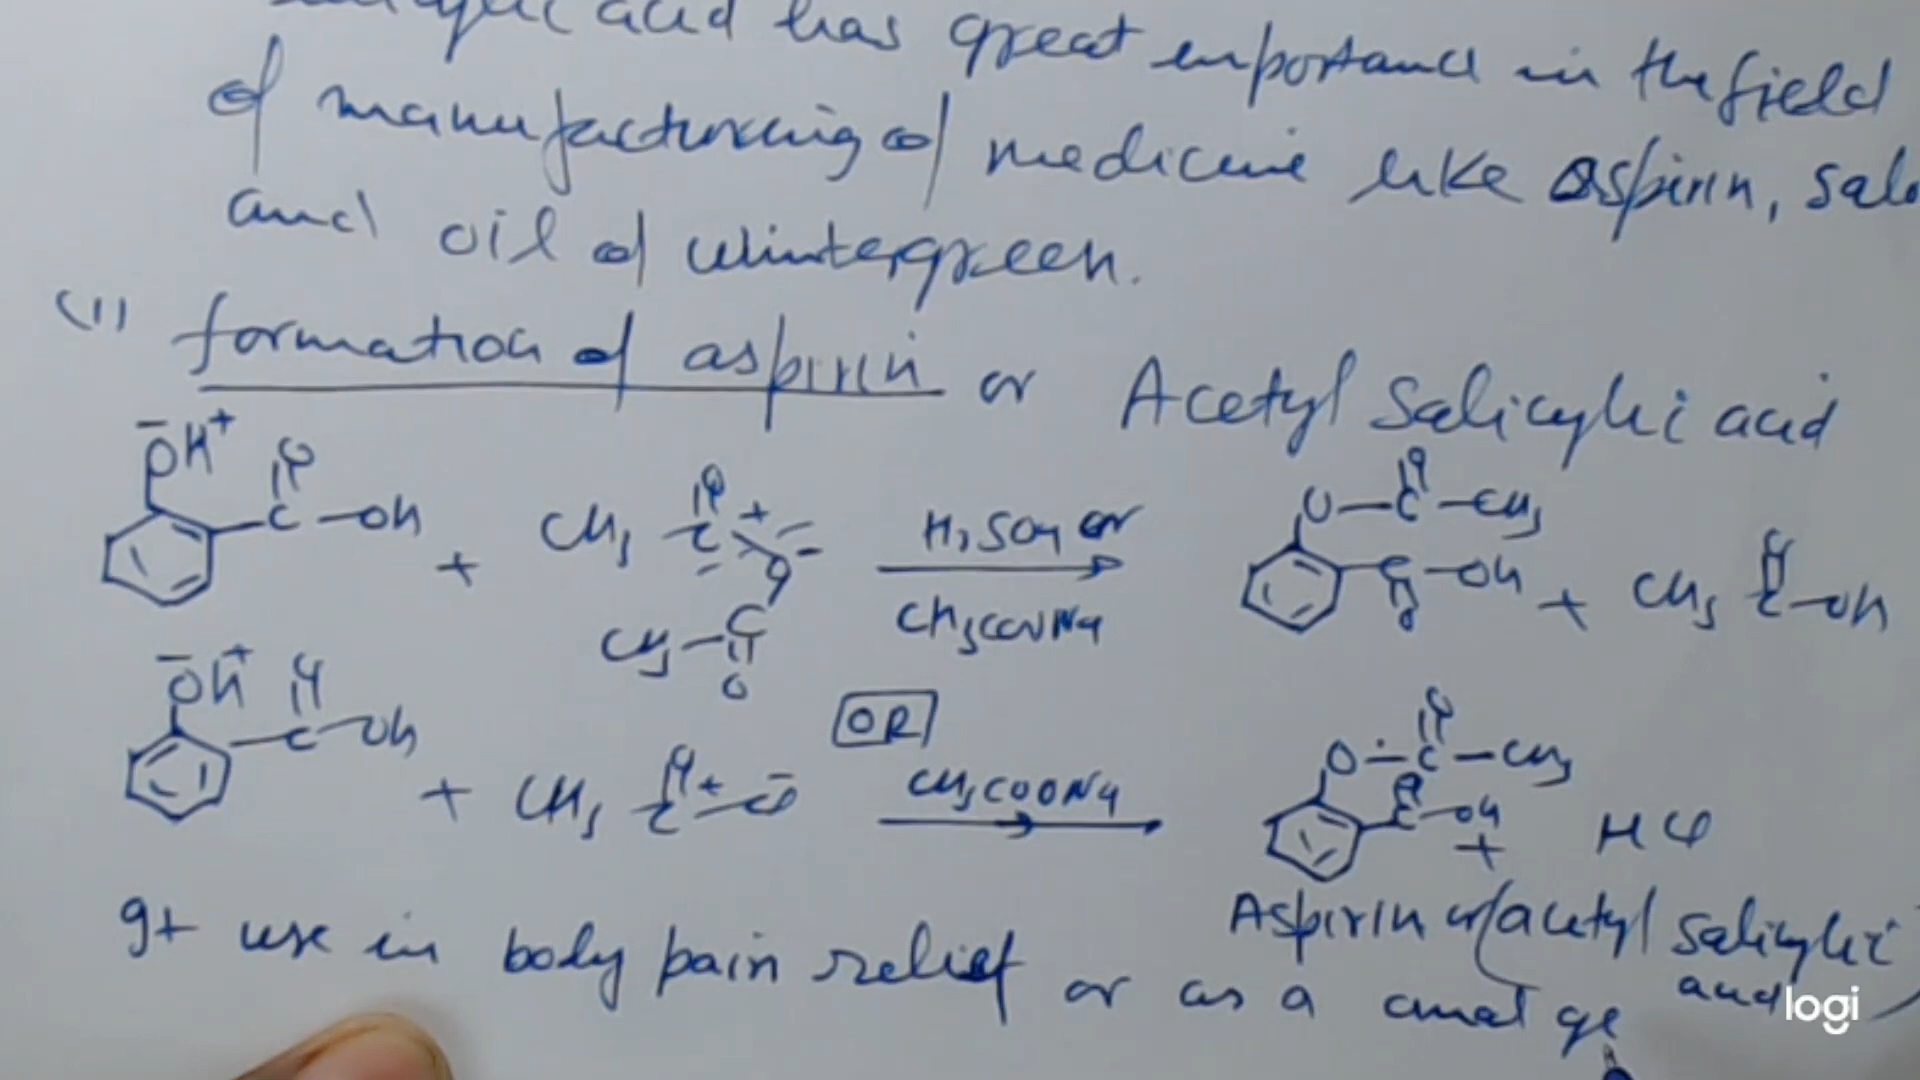 acid has great importance in the field
of manufacturing of medicine like aspirin, salo
and oil of wintergreen.
(1) formation of aspirin or Acetyl Salicylic acid
OH C O OH + CH3 C O O C O CH3 H2SO4 or CH3COONa O–C–CH3 O C–OH O + CH3 C–OH O
OR
OH C O OH + CH3 C O Cl CH3COONa O–C–CH3 O C–OH O + HCl
Aspirin or (acetyl salicylic acid)
It use in body pain relief or as a anal ge
logi